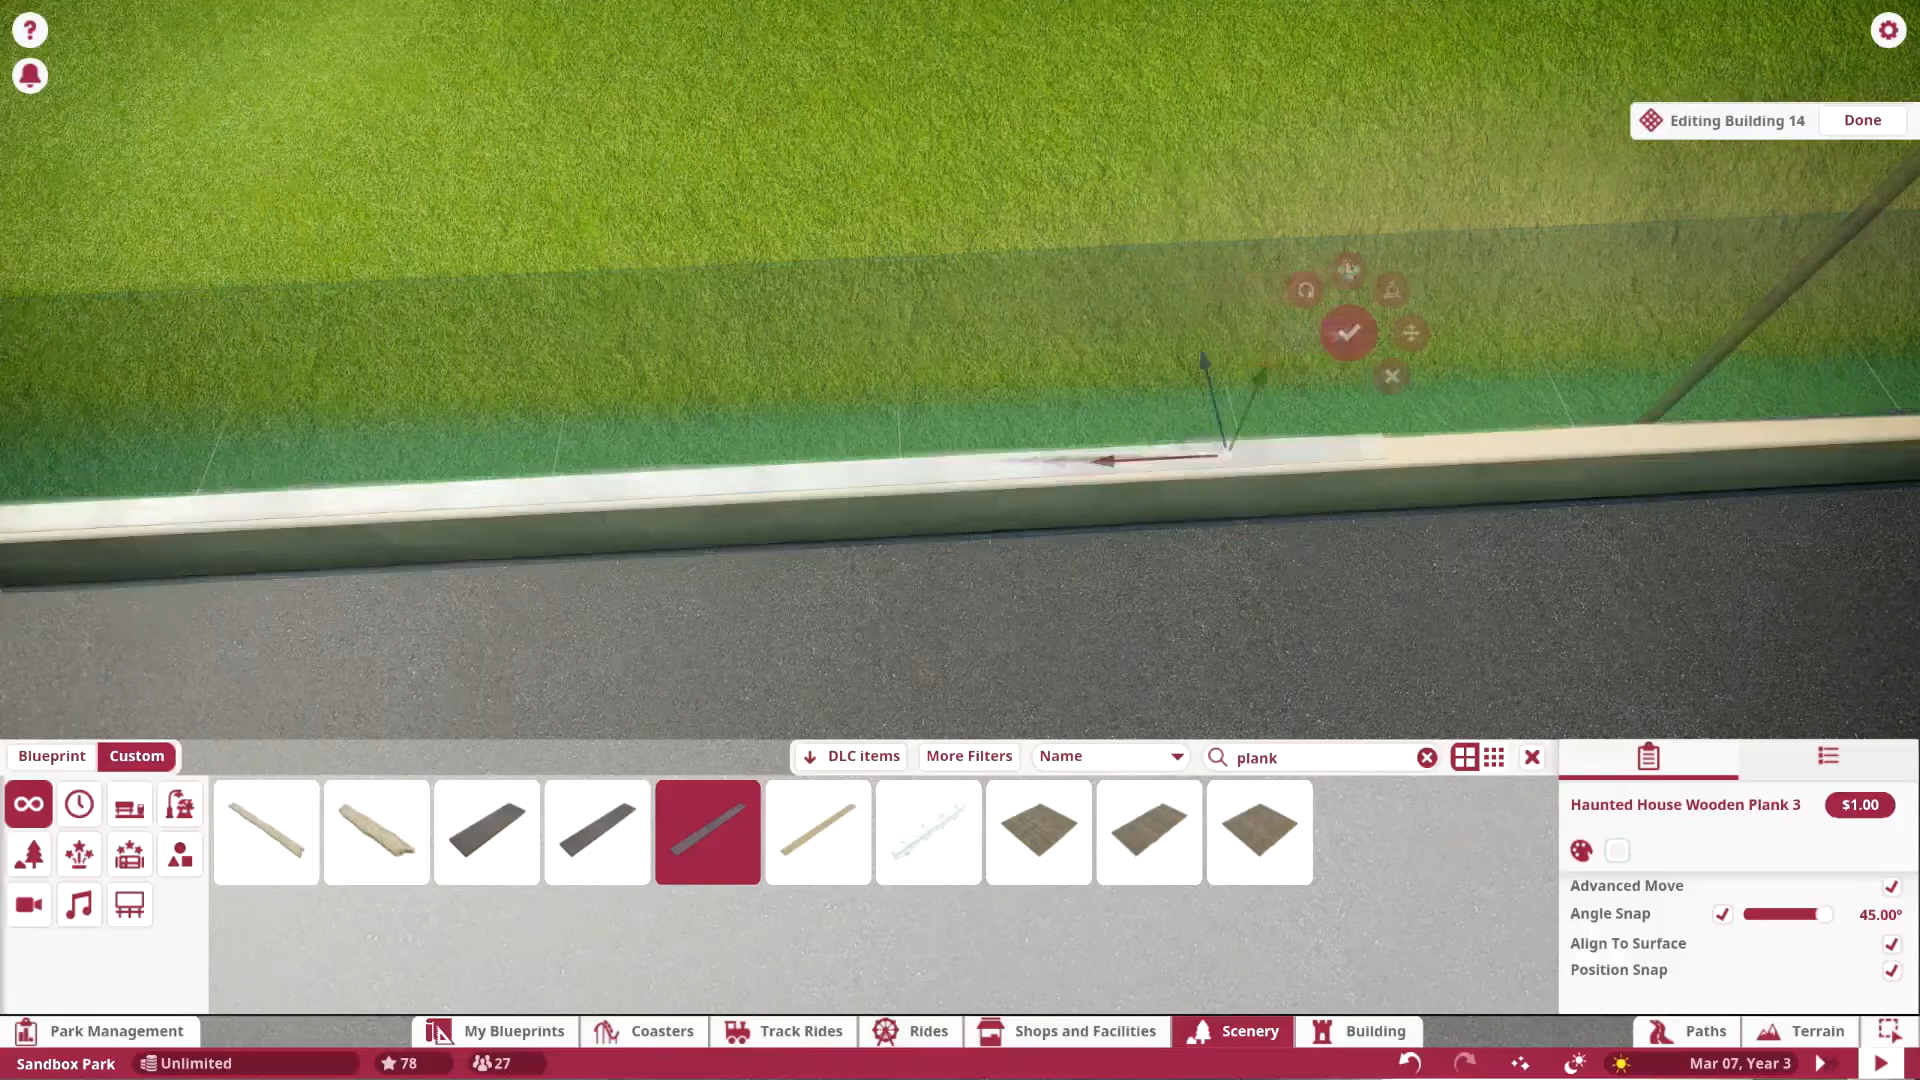 ?
Editing Building 14 Done
Blueprint Custom DLC items More Filters Name plank
Haunted House Wooden Plank 3 $1.00
Advanced Move
Angle Snap 45.00°
Align To Surface
Position Snap
Park Management My Blueprints Coasters Track Rides Rides Shops and Facilities Scenery Building Paths Terrain
Sandbox Park Unlimited 78 27 Mar 07, Year 3